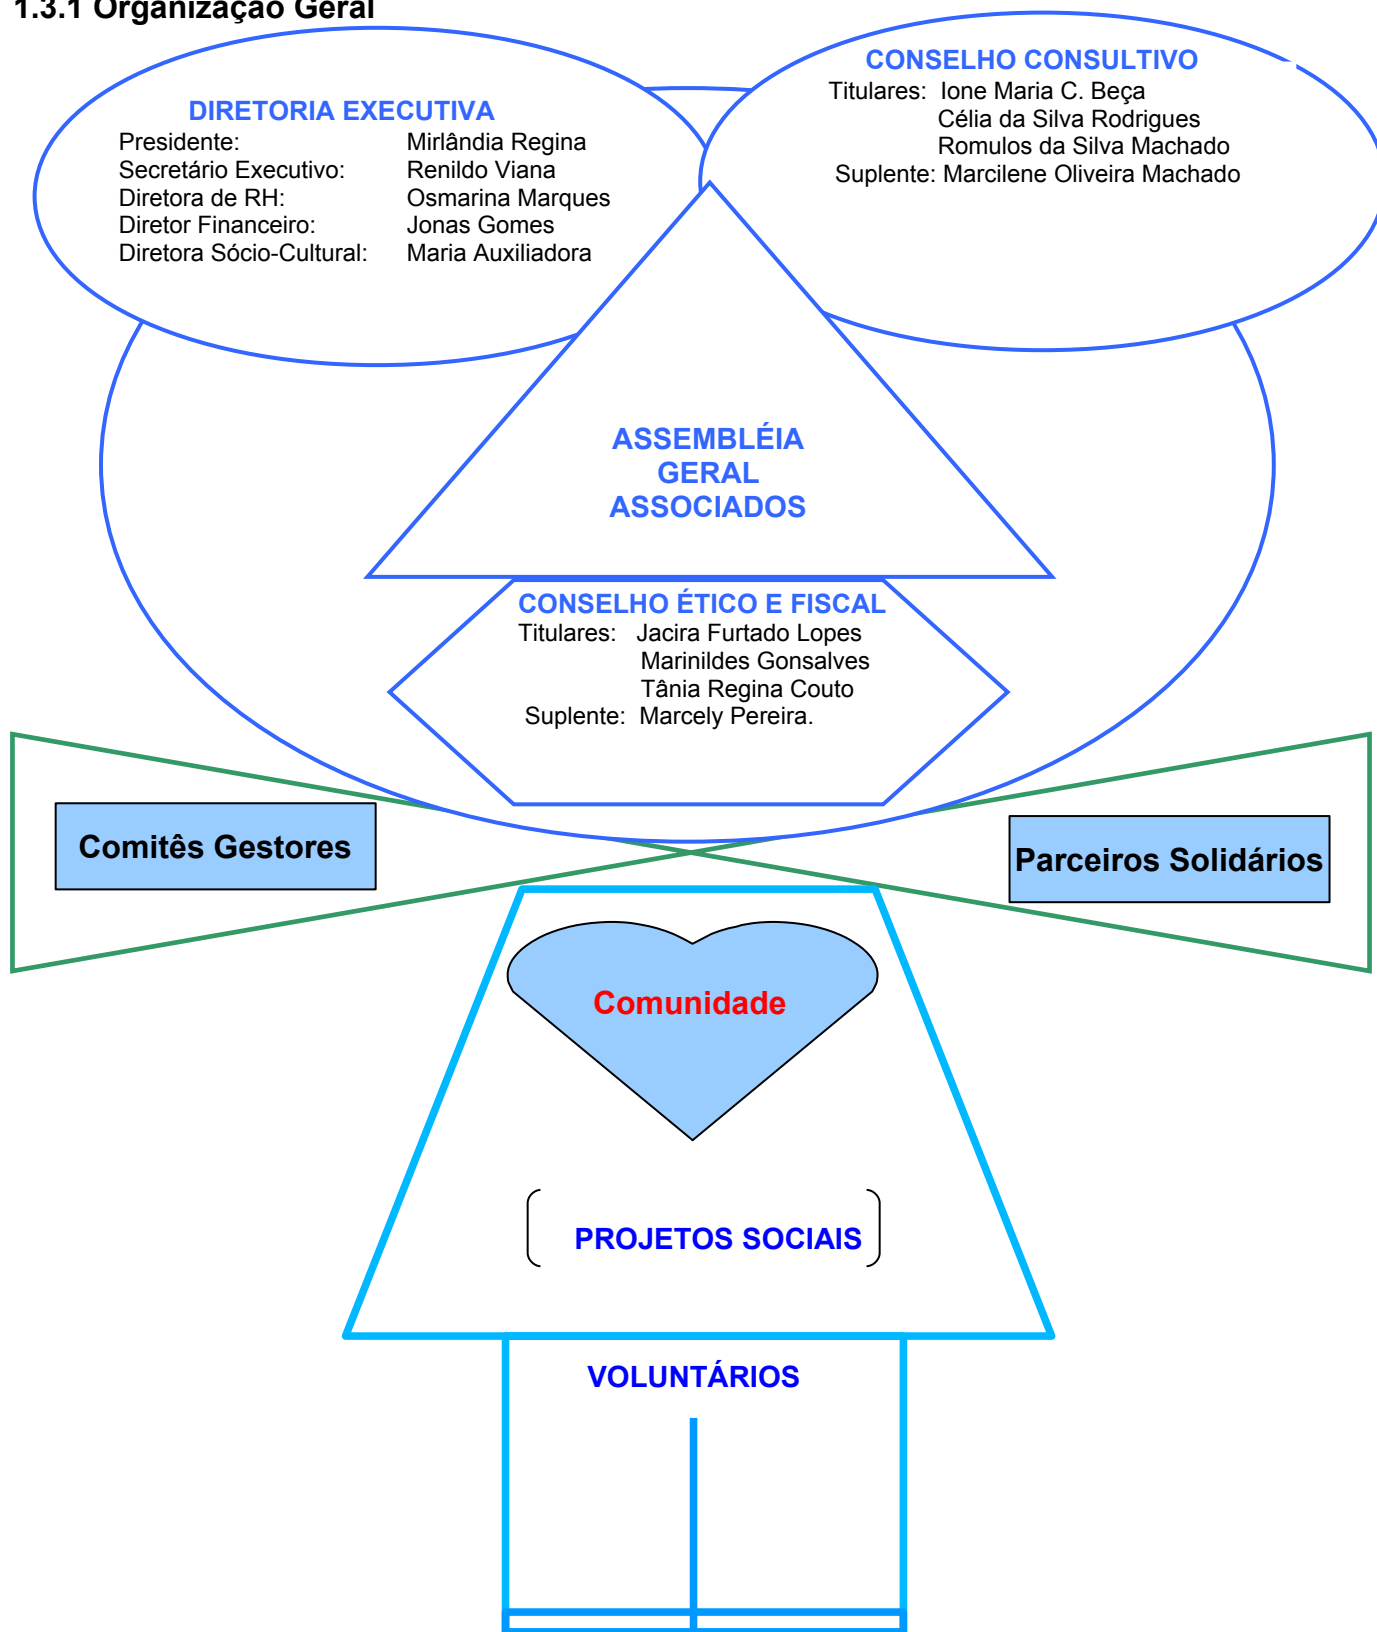 1.3.1 Organização Geral
DIRETORIA EXECUTIVA
Presidente: Mirlândia Regina
Secretário Executivo: Renildo Viana
Diretora de RH: Osmarina Marques
Diretor Financeiro: Jonas Gomes
Diretora Sócio-Cultural: Maria Auxiliadora
CONSELHO CONSULTIVO
Titulares: Ione Maria C. Beça
Célia da Silva Rodrigues
Romulos da Silva Machado
Suplente: Marcilene Oliveira Machado
ASSEMBLÉIA
GERAL
ASSOCIADOS
CONSELHO ÉTICO E FISCAL
Titulares: Jacira Furtado Lopes
Marinildes Gonsalves
Tânia Regina Couto
Suplente: Marcely Pereira.
Comitês Gestores
Parceiros Solidários
Comunidade
PROJETOS SOCIAIS
VOLUNTÁRIOS